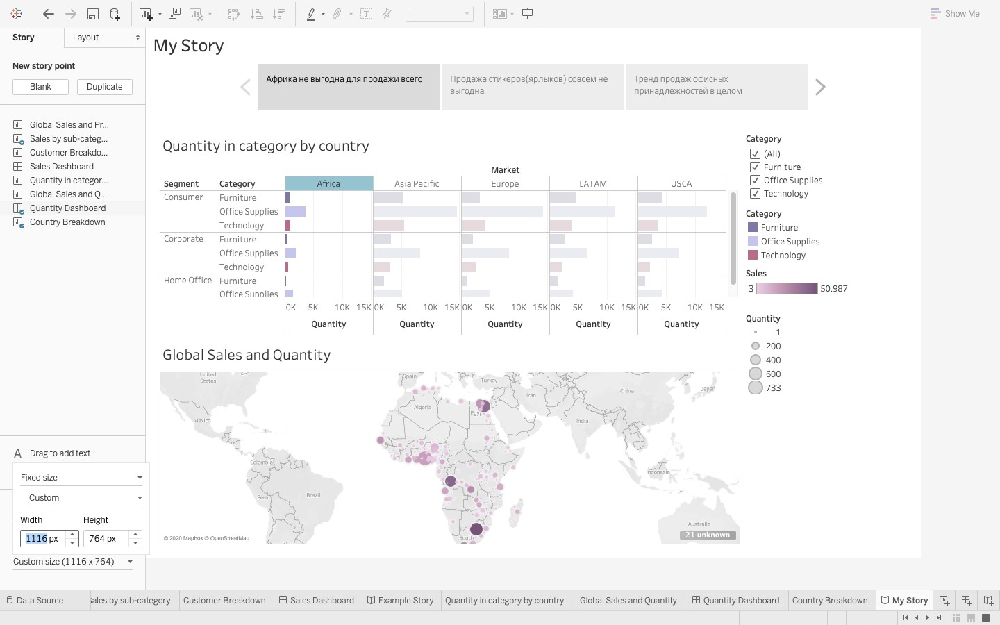 Show Me
Story
Layout
New story point
Blank
Duplicate
Global Sales and Pr...
Sales by sub-categ...
Customer Breakdo...
Sales Dashboard
Quantity in categor...
Global Sales and Q...
Quantity Dashboard
Country Breakdown
A Drag to add text
Fixed size
Custom
Width Height
1116 px 764 px
Custom size (1116 x 764)
My Story
Африка не выгодна для продажи всего
Продажа стикеров(ярлыков) совсем не
выгодна
Тренд продаж офисных
принадлежностей в целом
Quantity in category by country
Market
Segment Category Africa Asia Pacific Europe LATAM USCA
Consumer Furniture
Office Supplies
Technology
Corporate Furniture
Office Supplies
Technology
Home Office Furniture
Office Supplies
0K 5K 10K 15K 0K 5K 10K 15K 0K 5K 10K 15K 0K 5K 10K 15K 0K 5K 10K 15K
Quantity Quantity Quantity Quantity Quantity
Category
(All)
Furniture
Office Supplies
Technology
Category
Furniture
Office Supplies
Technology
Sales
3 50,987
Quantity
1
200
400
600
733
Global Sales and Quantity
United
States
Spain
Turkey
Japan
China
Iran
Algeria
Egy
Mexico
India
Colombia
Indonesia
Peru
Brazil
Australia
South
© 2020 Mapbox © OpenStreetMap
21 unknown
Data Source
Sales by sub-category
Customer Breakdown
Sales Dashboard
Example Story
Quantity in category by country
Global Sales and Quantity
Quantity Dashboard
Country Breakdown
My Story